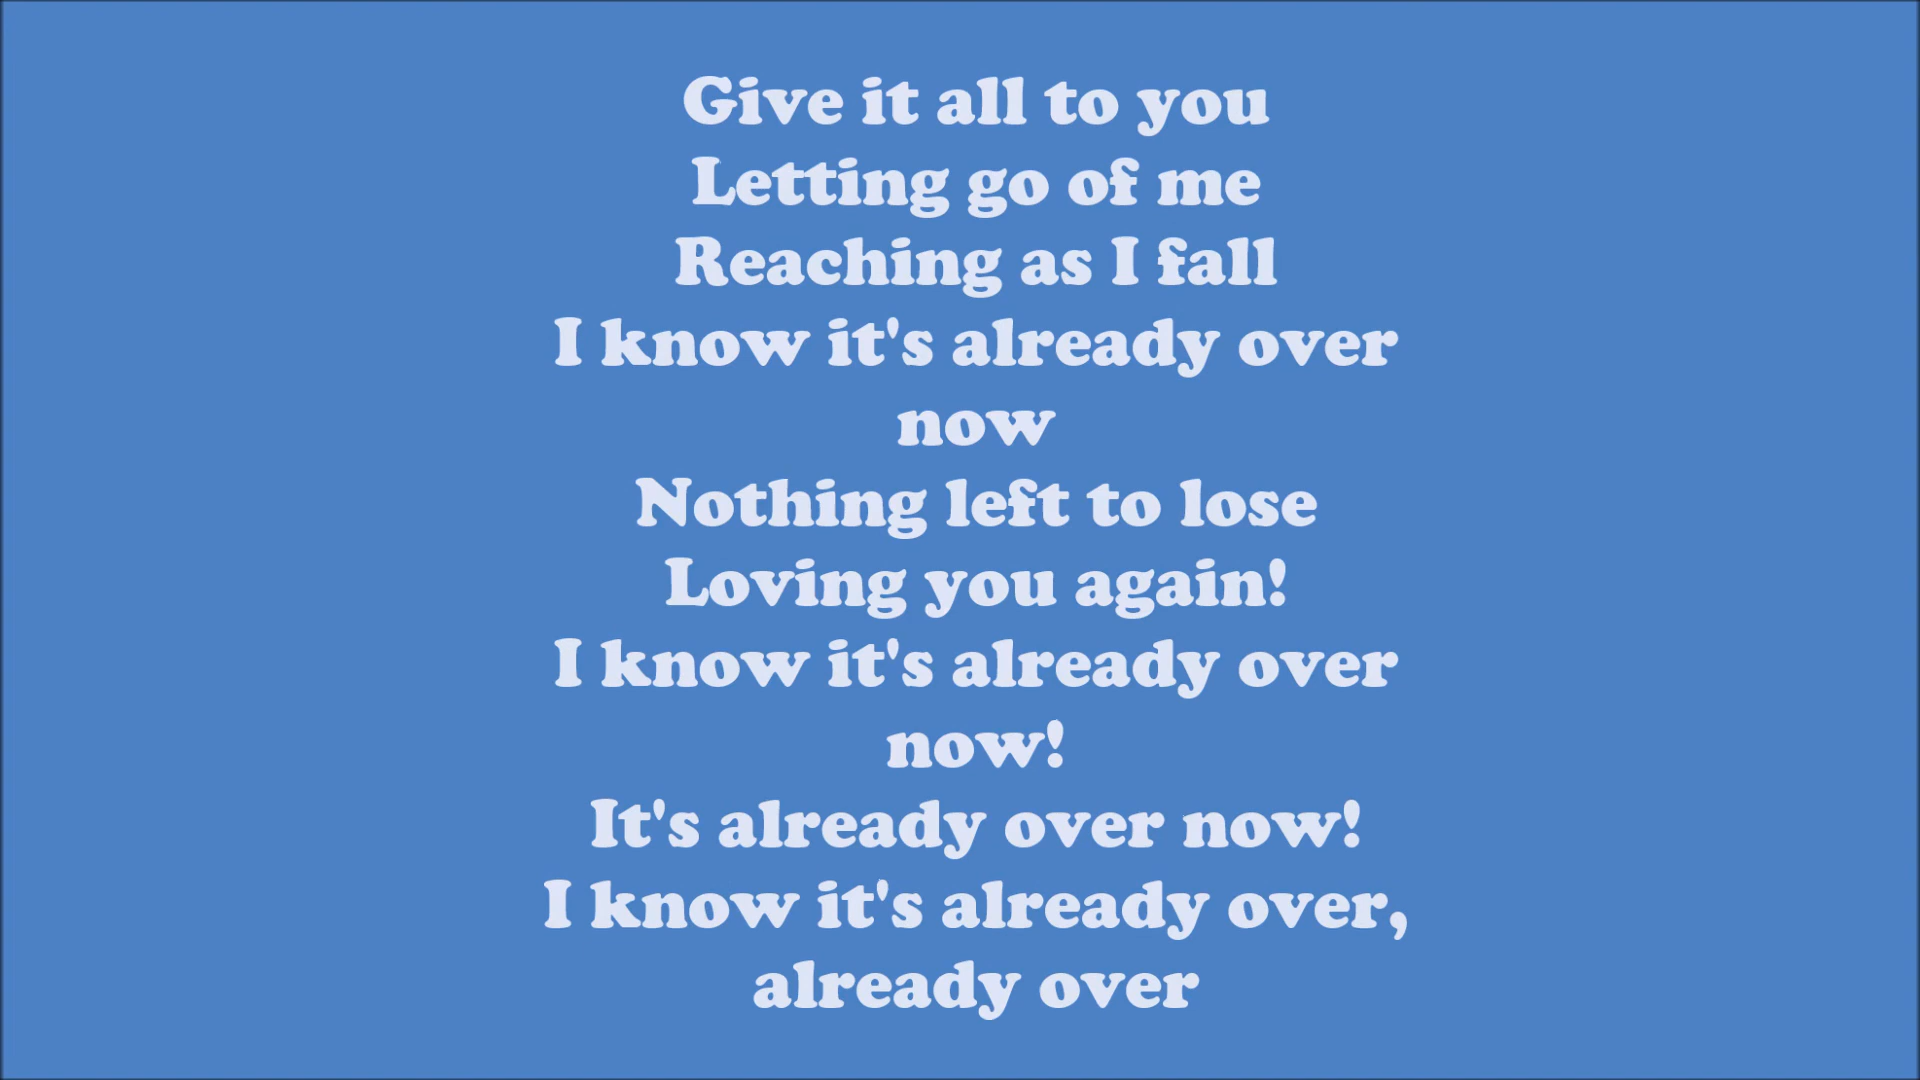 Give it all to you
Letting go of me
Reaching as I fall
I know it's already over
now
Nothing left to lose
Loving you again!
I know it's already over
now!
It's already over now!
I know it's already over,
already over